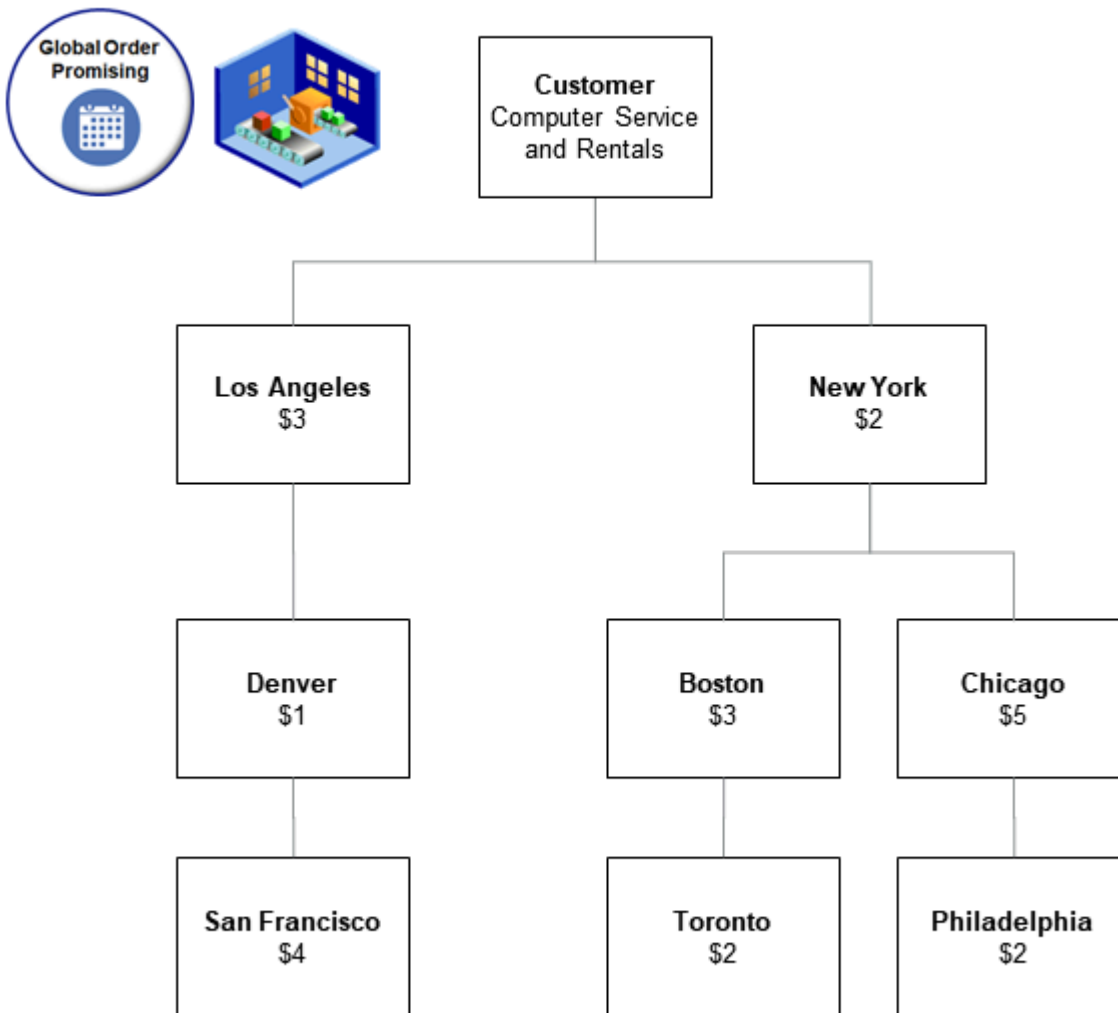 Global Order
Promising
Customer
Computer Service
and Rentals
Los Angeles
$3
New York
$2
Denver
$1
Boston
$3
Chicago
$5
San Francisco
$4
Toronto
$2
Philadelphia
$2